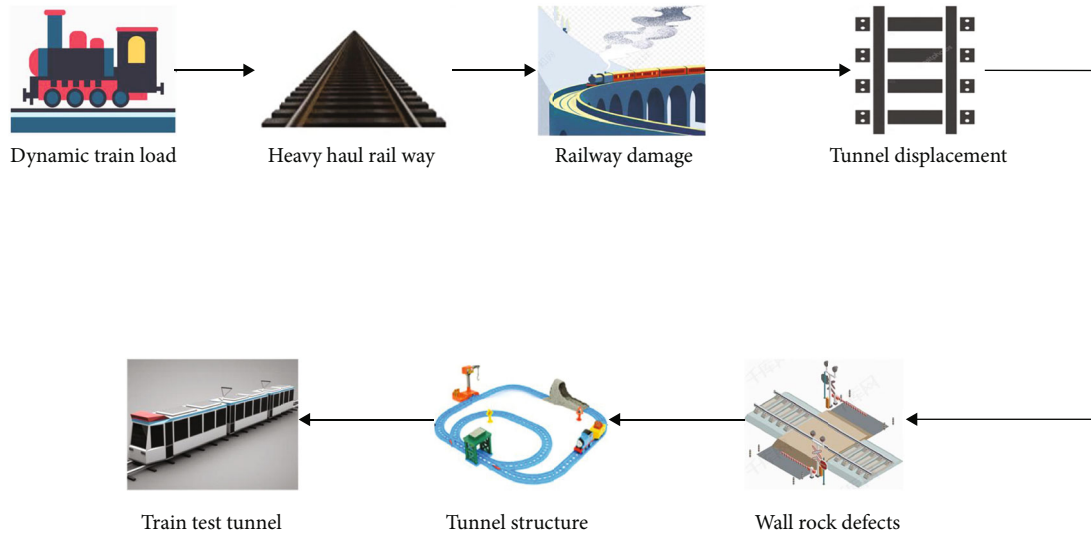 Dynamic train load
Heavy haul rail way
Railway damage
Tunnel displacement
Train test tunnel
Tunnel structure
Wall rock defects